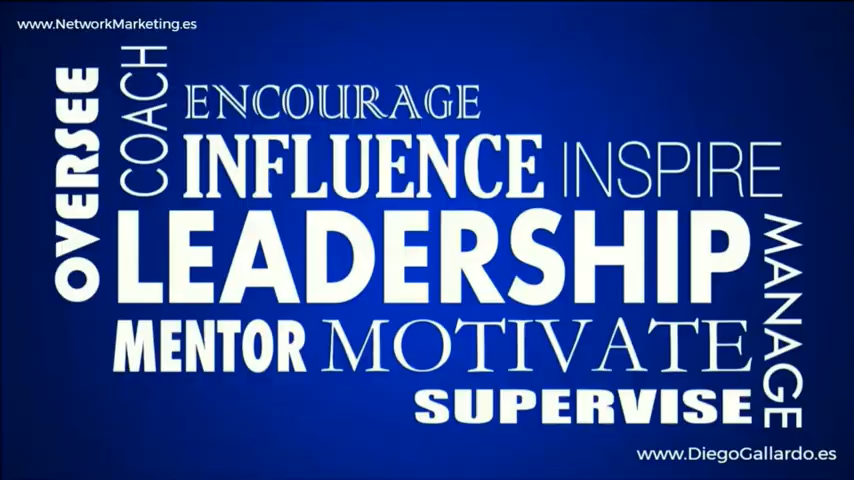 www.NetworkMarketing.es
OVERSEE
COACH
ENCOURAGE
INFLUENCE INSPIRE
LEADERSHIP
MANAGE
MENTOR MOTIVATE
SUPERVISE
www.DiegoGallardo.es